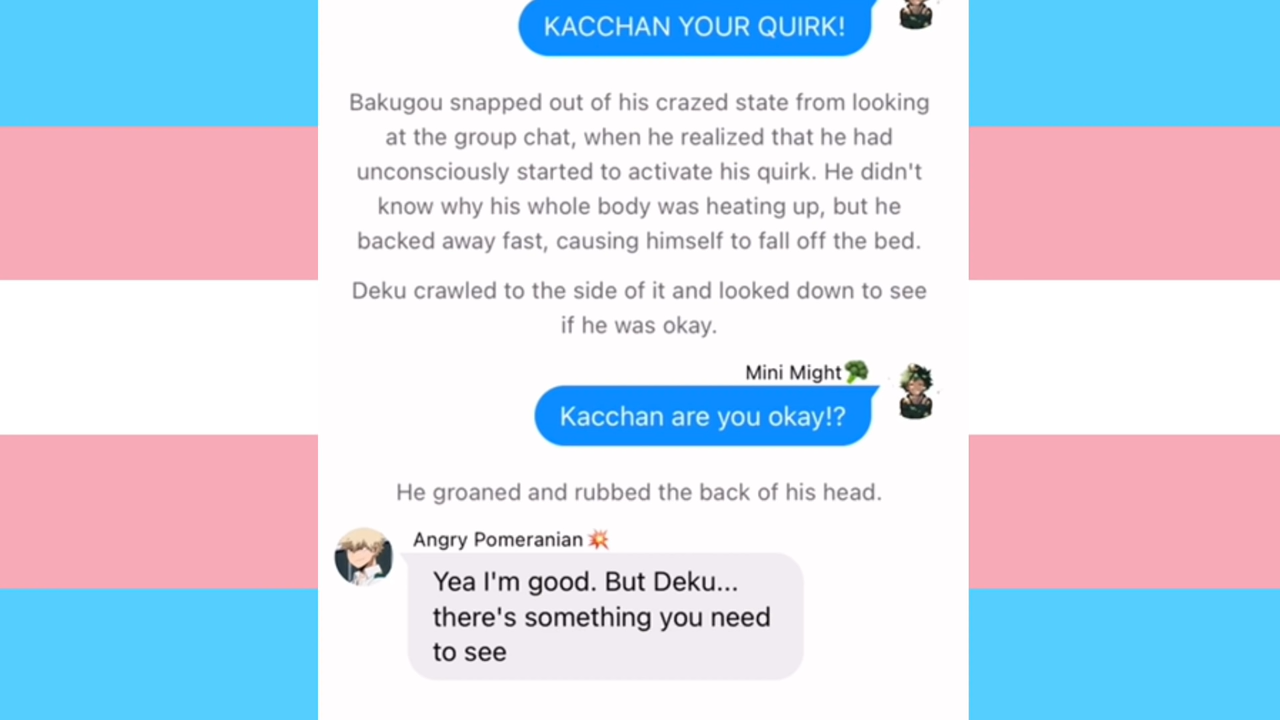 KACCHAN YOUR QUIRK!
Bakugou snapped out of his crazed state from looking
at the group chat, when he realized that he had
unconsciously started to activate his quirk. He didn't
know why his whole body was heating up, but he
backed away fast, causing himself to fall off the bed.
Deku crawled to the side of it and looked down to see
if he was okay.
Mini Might🥦
Kacchan are you okay!?
He groaned and rubbed the back of his head.
Angry Pomeranian💥
Yea I'm good. But Deku...
there's something you need
to see